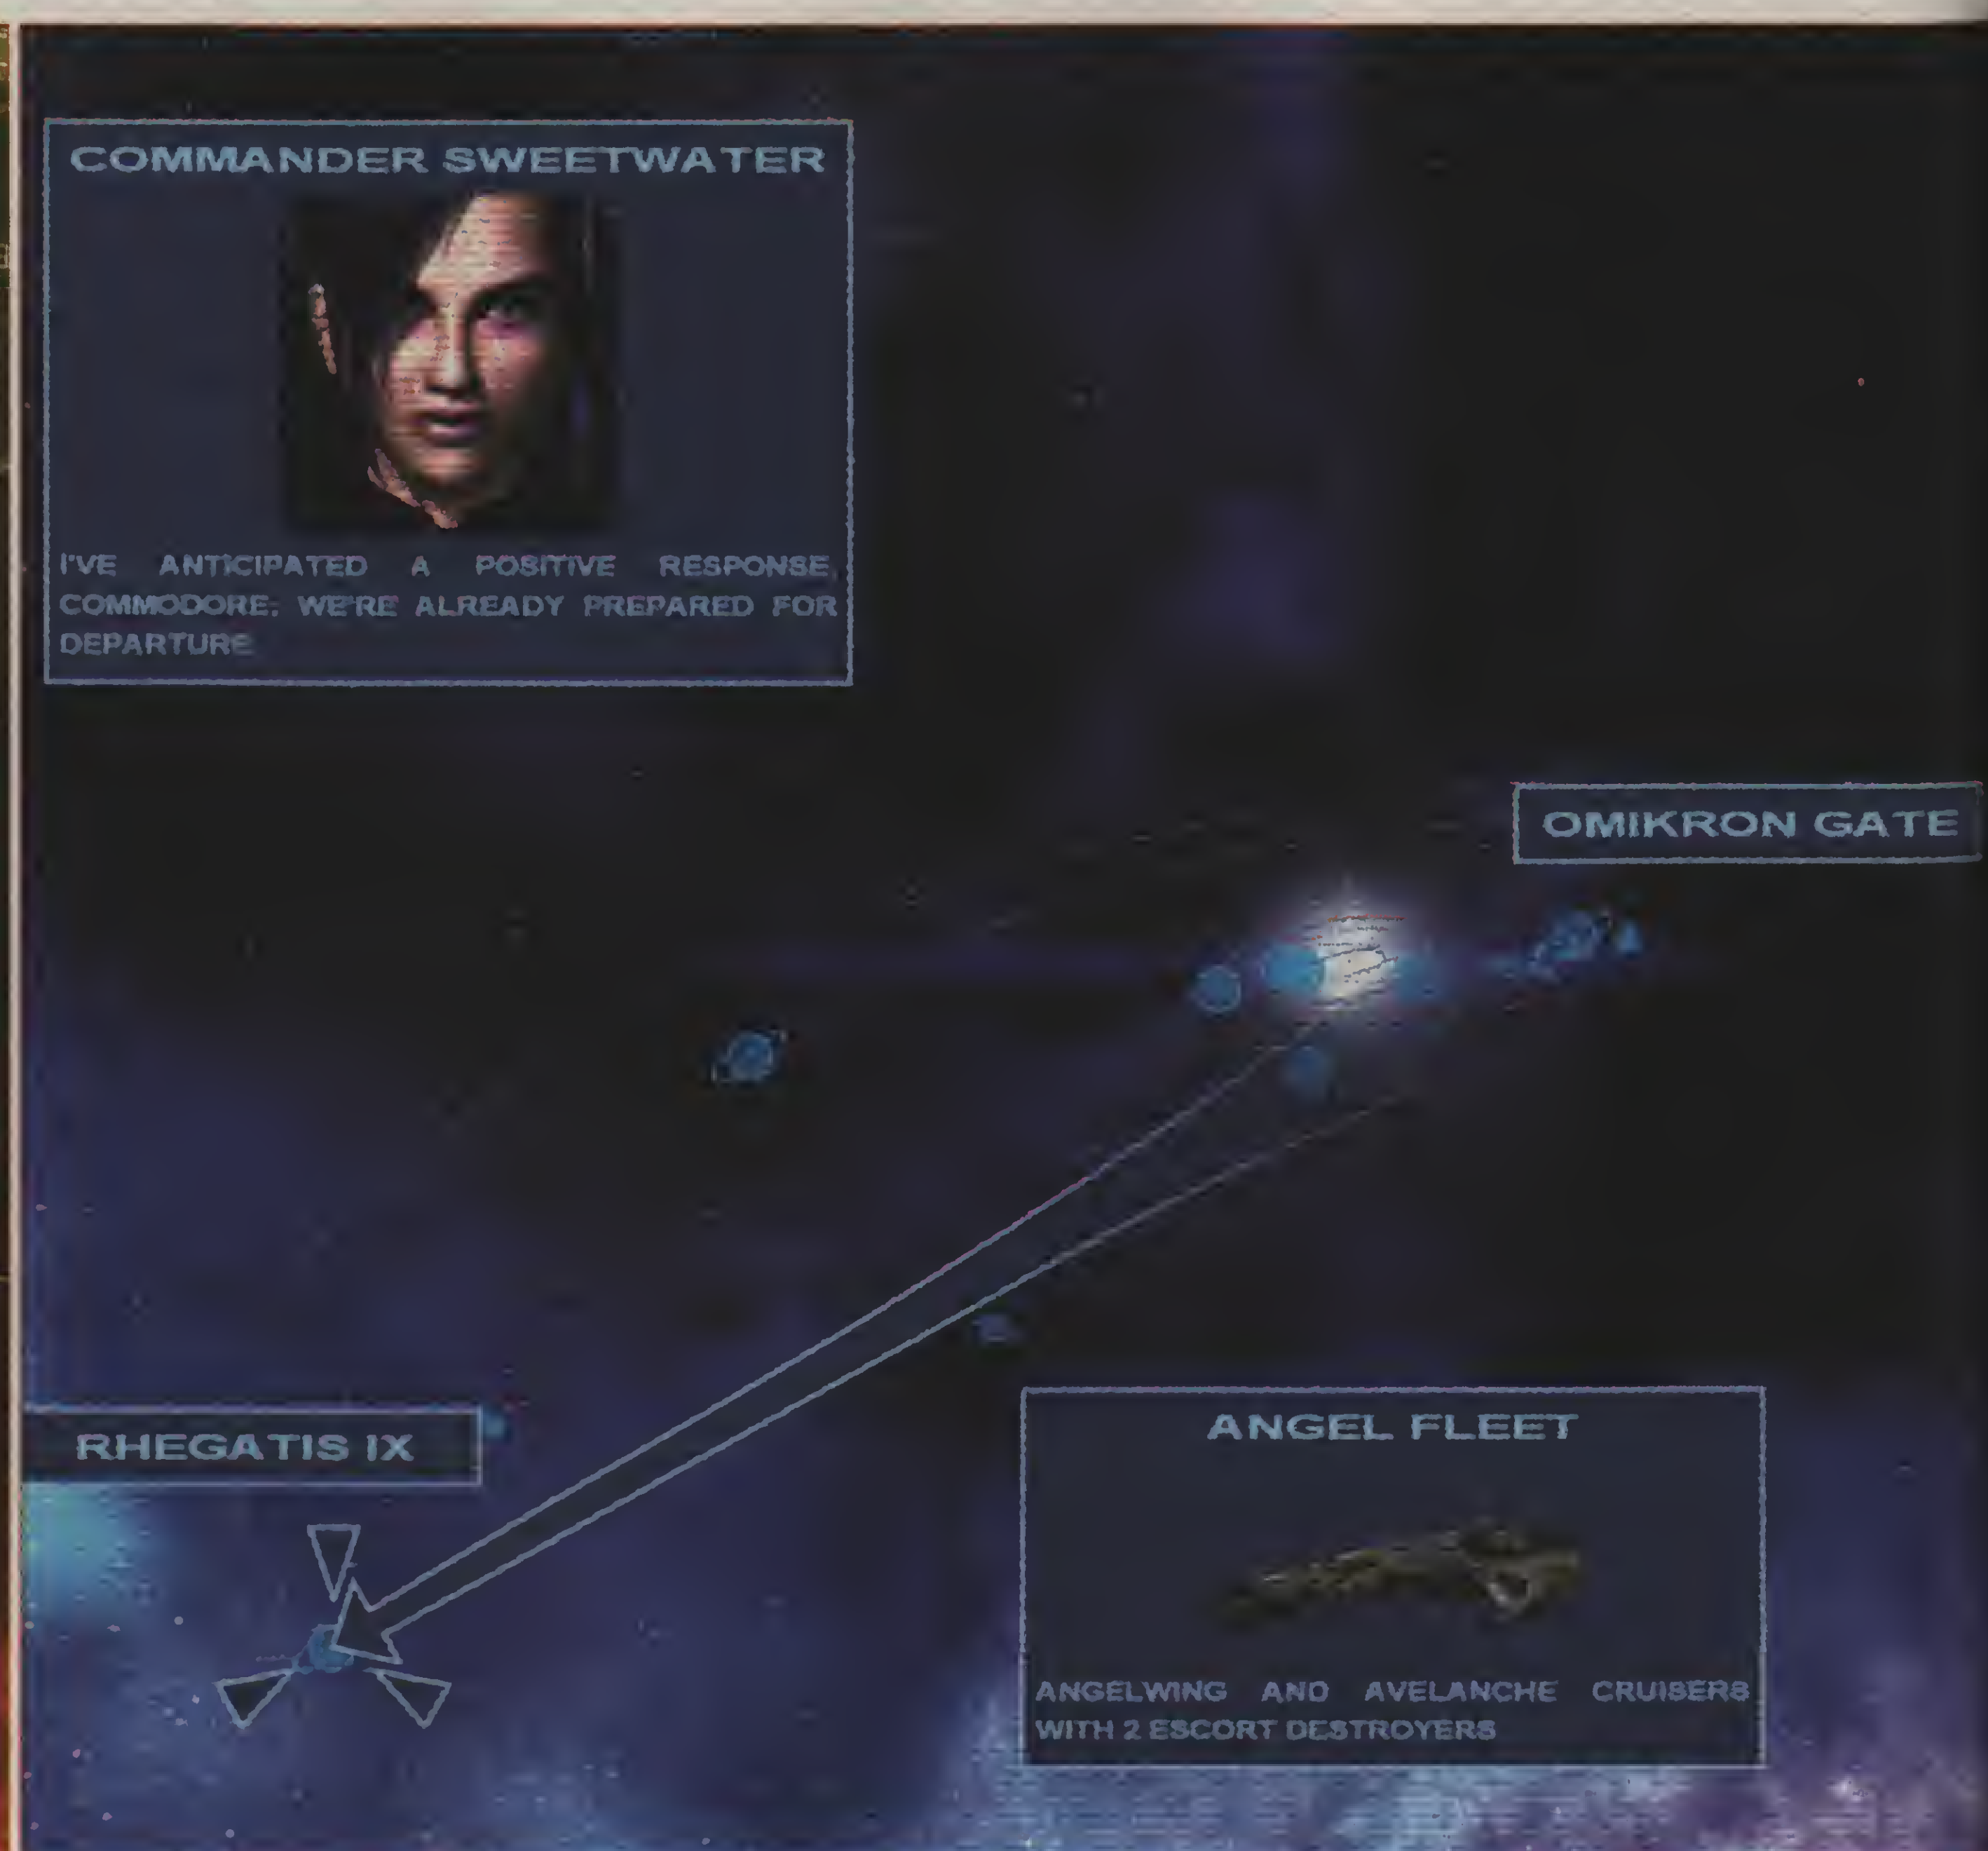 COMMANDER SWEETWATER
I'VE ANTICIPATED A POSITIVE RESPONSE,
COMMODORE; WE'RE ALREADY PREPARED FOR
DEPARTURE
OMIKRON GATE
RHEGATIS IX
ANGEL FLEET
ANGELWING AND AVELANCHE CRUISERS
WITH 2 ESCORT DESTROYERS